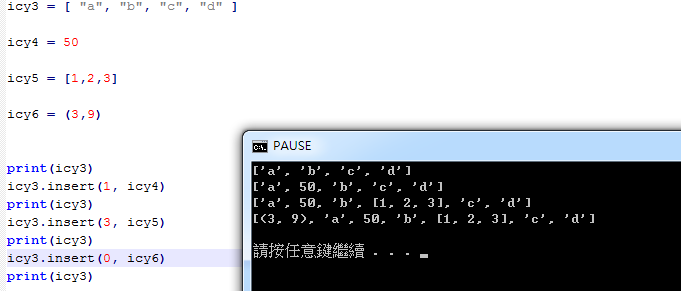 icy3 = [ "a", "b", "c", "d" ]
icy4 = 50
icy5 = [1,2,3]
icy6 = (3,9)
print(icy3)
icy3.insert(1, icy4)
print(icy3)
icy3.insert(3, icy5)
print(icy3)
icy3.insert(0, icy6)
print(icy3)
C:\. PAUSE
['a', 'b', 'c', 'd']
['a', 50, 'b', 'c', 'd']
['a', 50, 'b', [1, 2, 3], 'c', 'd']
[(3, 9), 'a', 50, 'b', [1, 2, 3], 'c', 'd']
請按任意鍵繼續 . . .